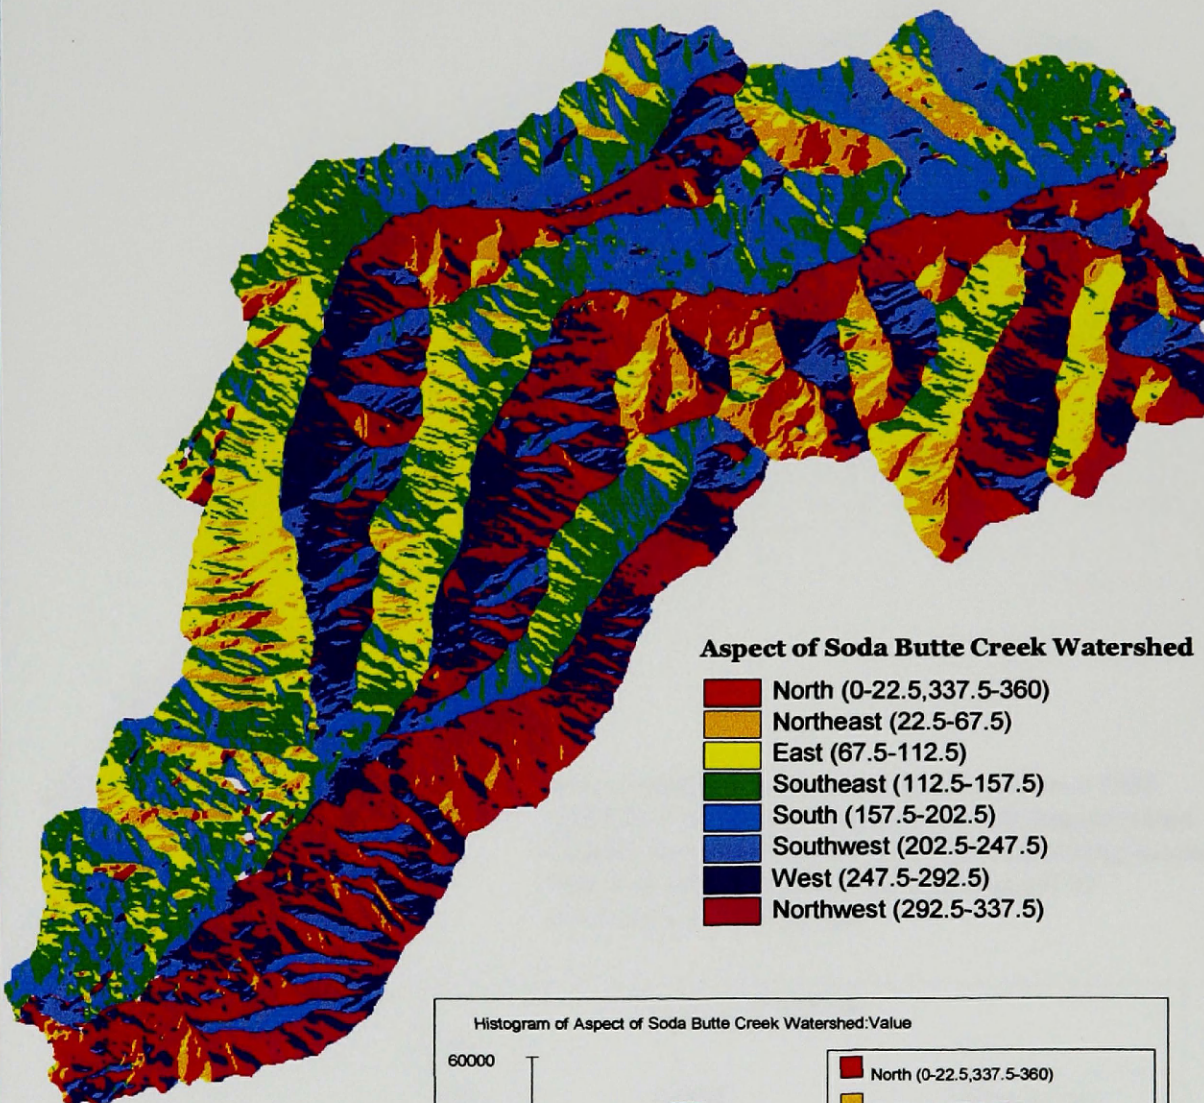 Aspect of Soda Butte Creek Watershed
North (0-22.5,337.5-360)
Northeast (22.5-67.5)
East (67.5-112.5)
Southeast (112.5-157.5)
South (157.5-202.5)
Southwest (202.5-247.5)
West (247.5-292.5)
Northwest (292.5-337.5)
Histogram of Aspect of Soda Butte Creek Watershed:Value
60000
North (0-22.5,337.5-360)